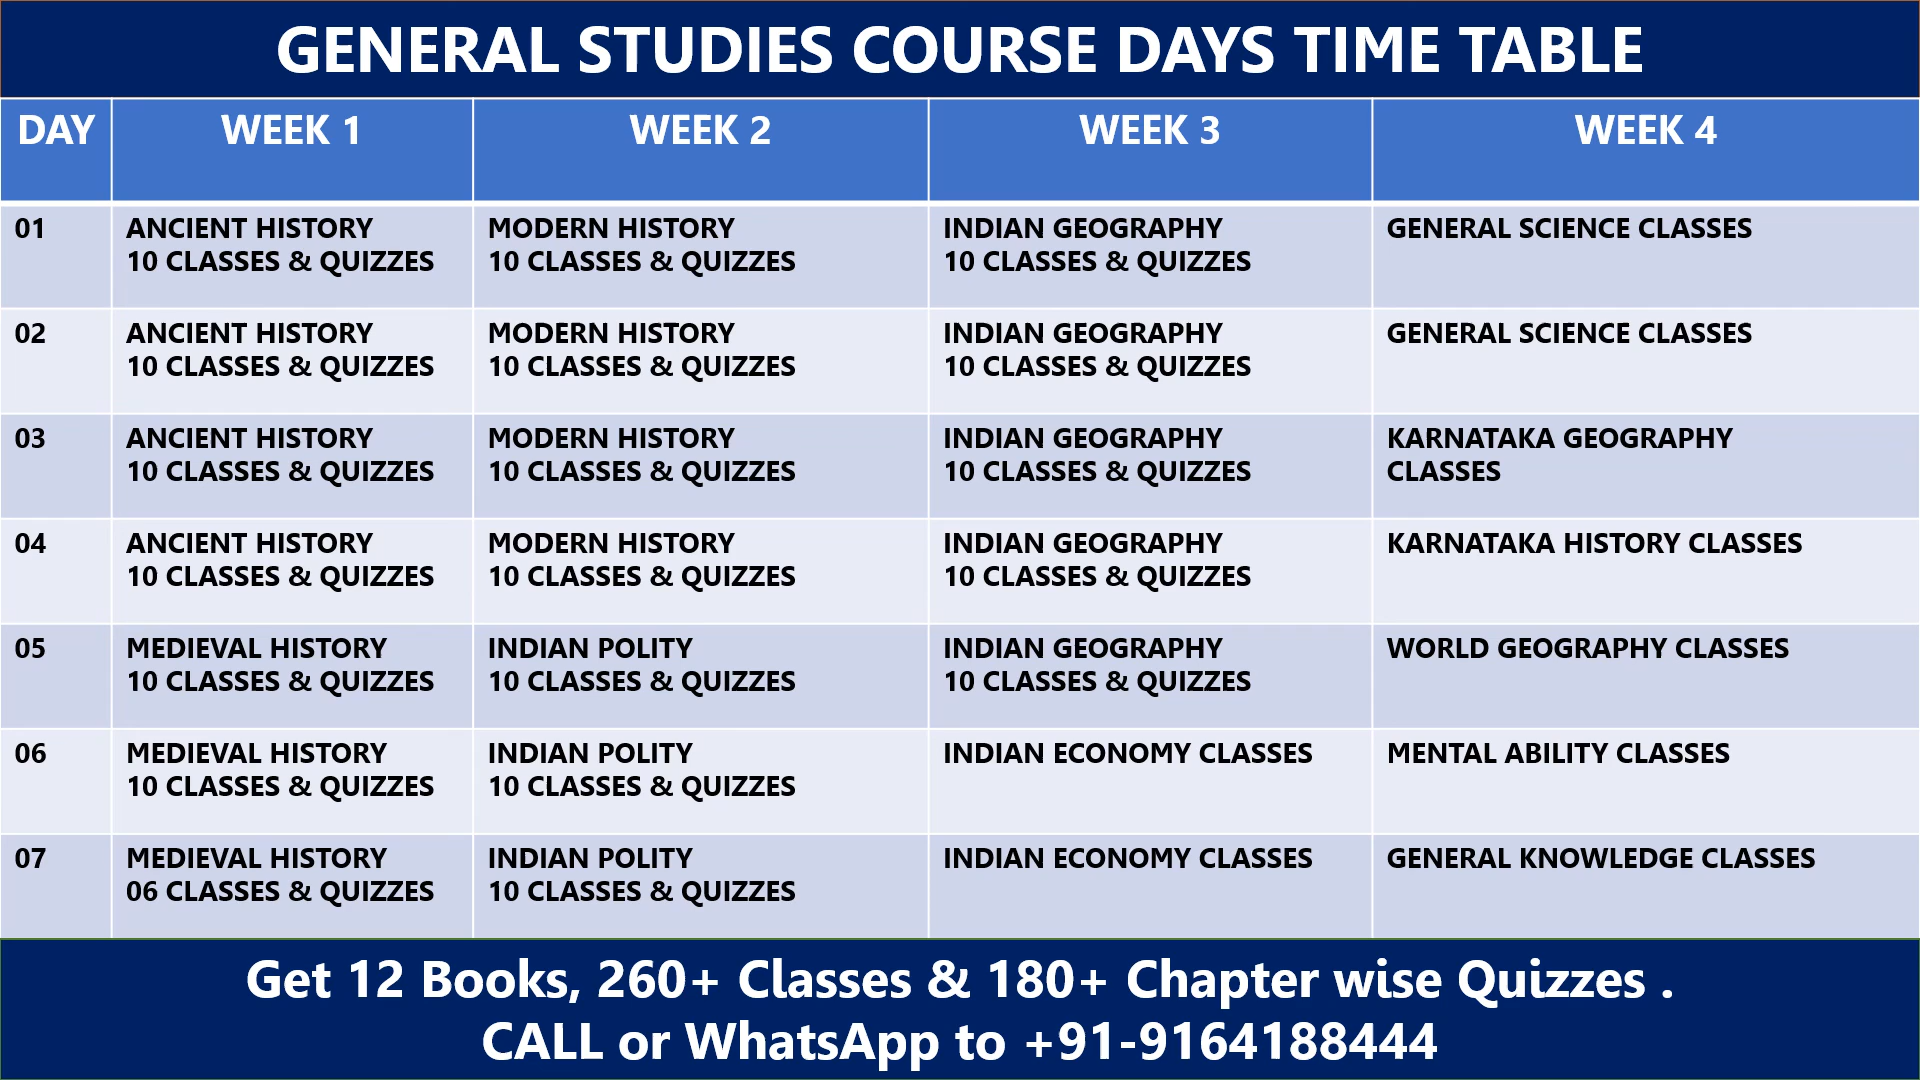 GENERAL STUDIES COURSE DAYS TIME TABLE
DAY WEEK 1 WEEK 2 WEEK 3 WEEK 4
01 ANCIENT HISTORY MODERN HISTORY INDIAN GEOGRAPHY GENERAL SCIENCE CLASSES
10 CLASSES & QUIZZES 10 CLASSES & QUIZZES 10 CLASSES & QUIZZES
02 ANCIENT HISTORY MODERN HISTORY INDIAN GEOGRAPHY GENERAL SCIENCE CLASSES
10 CLASSES & QUIZZES 10 CLASSES & QUIZZES 10 CLASSES & QUIZZES
03 ANCIENT HISTORY MODERN HISTORY INDIAN GEOGRAPHY KARNATAKA GEOGRAPHY
10 CLASSES & QUIZZES 10 CLASSES & QUIZZES 10 CLASSES & QUIZZES CLASSES
04 ANCIENT HISTORY MODERN HISTORY INDIAN GEOGRAPHY KARNATAKA HISTORY CLASSES
10 CLASSES & QUIZZES 10 CLASSES & QUIZZES 10 CLASSES & QUIZZES
05 MEDIEVAL HISTORY INDIAN POLITY INDIAN GEOGRAPHY WORLD GEOGRAPHY CLASSES
10 CLASSES & QUIZZES 10 CLASSES & QUIZZES 10 CLASSES & QUIZZES
06 MEDIEVAL HISTORY INDIAN POLITY INDIAN ECONOMY CLASSES MENTAL ABILITY CLASSES
10 CLASSES & QUIZZES 10 CLASSES & QUIZZES
07 MEDIEVAL HISTORY INDIAN POLITY INDIAN ECONOMY CLASSES GENERAL KNOWLEDGE CLASSES
06 CLASSES & QUIZZES 10 CLASSES & QUIZZES
Get 12 Books, 260+ Classes & 180+ Chapter wise Quizzes .
CALL or WhatsApp to +91-9164188444